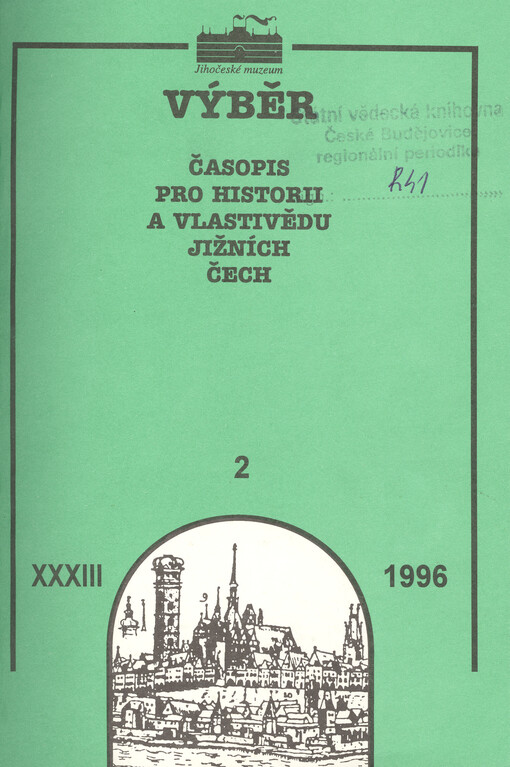 Jihočeské muzeum
VÝBĚR
Státní vědecká knihovna
České Budějovice
regionální periodika
R41
ČASOPIS
PRO HISTORII
A VLASTIVĚDU
JIŽNÍCH
ČECH
2
XXXIII
1996